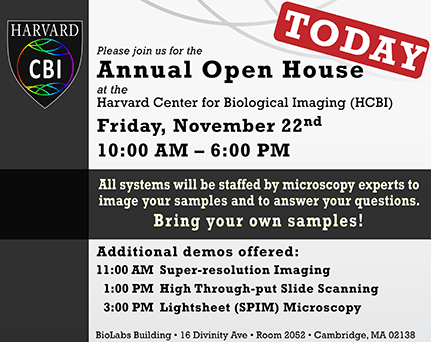 HARVARD
CBI
TODAY
Please join us for the
Annual Open House
at the
Harvard Center for Biological Imaging (HCBI)
Friday, November 22nd
10:00 AM – 6:00 PM
All systems will be staffed by microscopy experts to
image your samples and to answer your questions.
Bring your own samples!
Additional demos offered:
11:00 AM Super-resolution Imaging
1:00 PM High Through-put Slide Scanning
3:00 PM Lightsheet (SPIM) Microscopy
BioLabs Building • 16 Divinity Ave • Room 2052 • Cambridge, MA 02138